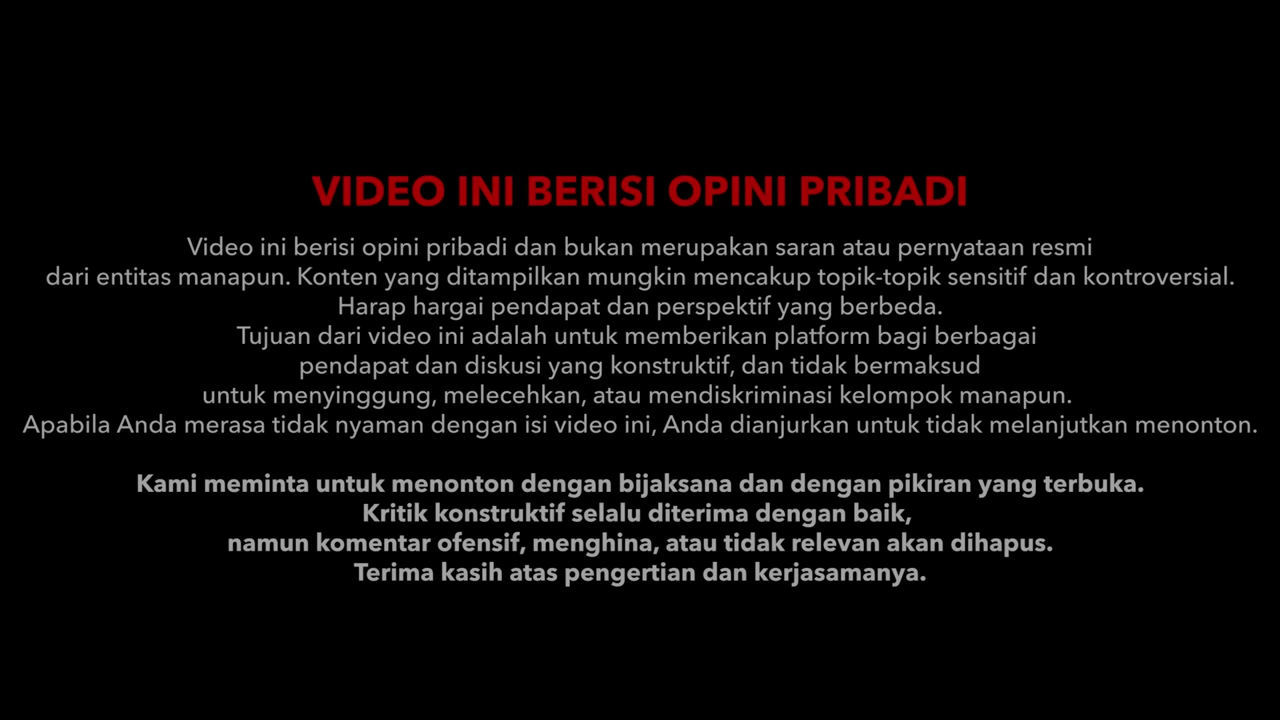 VIDEO INI BERISI OPINI PRIBADI
Video ini berisi opini pribadi dan bukan merupakan saran atau pernyataan resmi
dari entitas manapun. Konten yang ditampilkan mungkin mencakup topik-topik sensitif dan kontroversial.
Harap hargai pendapat dan perspektif yang berbeda.
Tujuan dari video ini adalah untuk memberikan platform bagi berbagai
pendapat dan diskusi yang konstruktif, dan tidak bermaksud
untuk menyinggung, melecehkan, atau mendiskriminasi kelompok manapun.
Apabila Anda merasa tidak nyaman dengan isi video ini, Anda dianjurkan untuk tidak melanjutkan menonton.
Kami meminta untuk menonton dengan bijaksana dan dengan pikiran yang terbuka.
Kritik konstruktif selalu diterima dengan baik,
namun komentar ofensif, menghina, atau tidak relevan akan dihapus.
Terima kasih atas pengertian dan kerjasamanya.